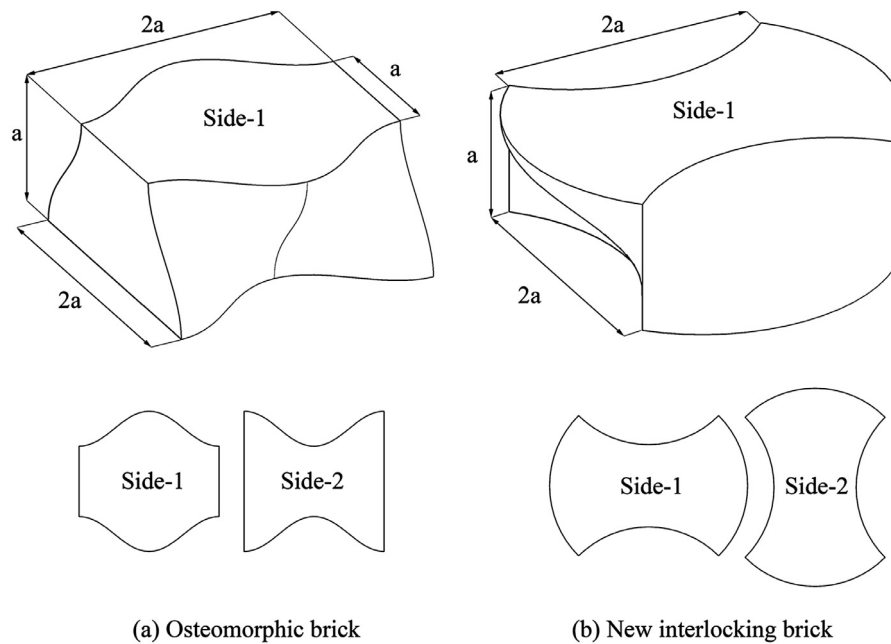 2a
a
Side-1
a
2a
2a
Side-1
a
2a
Side-1
Side-2
Side-1
Side-2
(a) Osteomorphic brick
(b) New interlocking brick